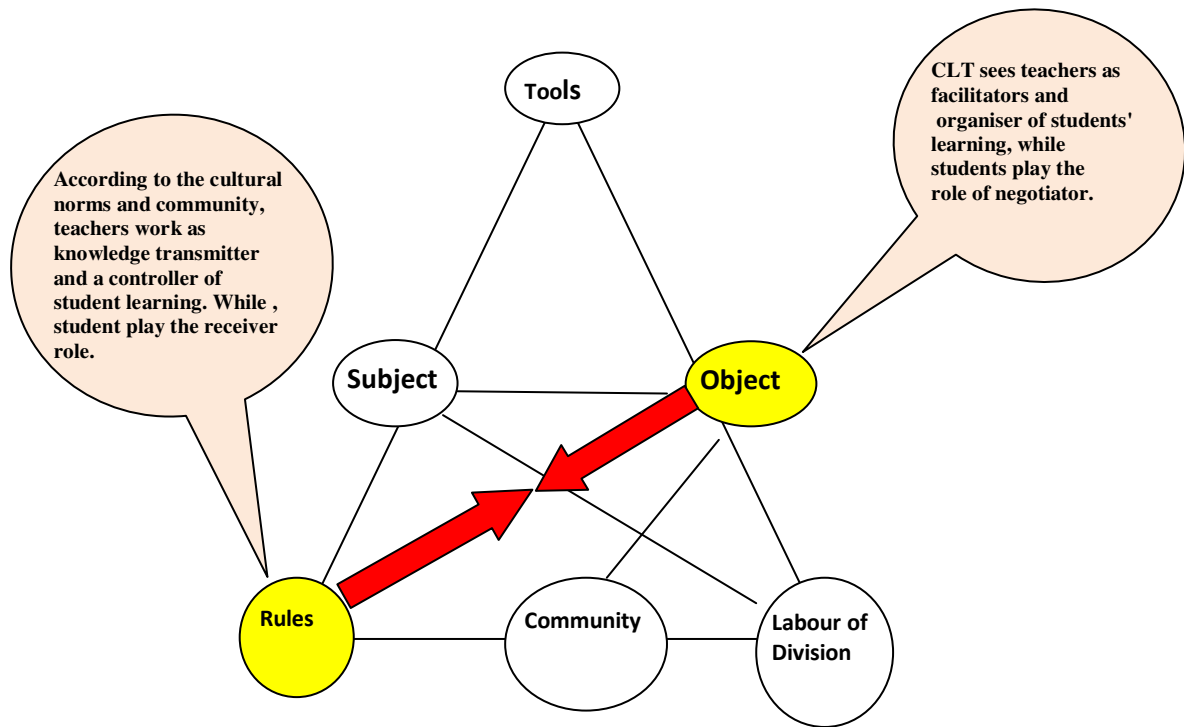 Tools
CLT sees teachers as
facilitators and
organiser of students'
learning, while
students play the
role of negotiator.
According to the cultural
norms and community,
teachers work as
knowledge transmitter
and a controller of
student learning. While ,
student play the receiver
role.
Subject
Object
Rules
Community
Labour of
Division